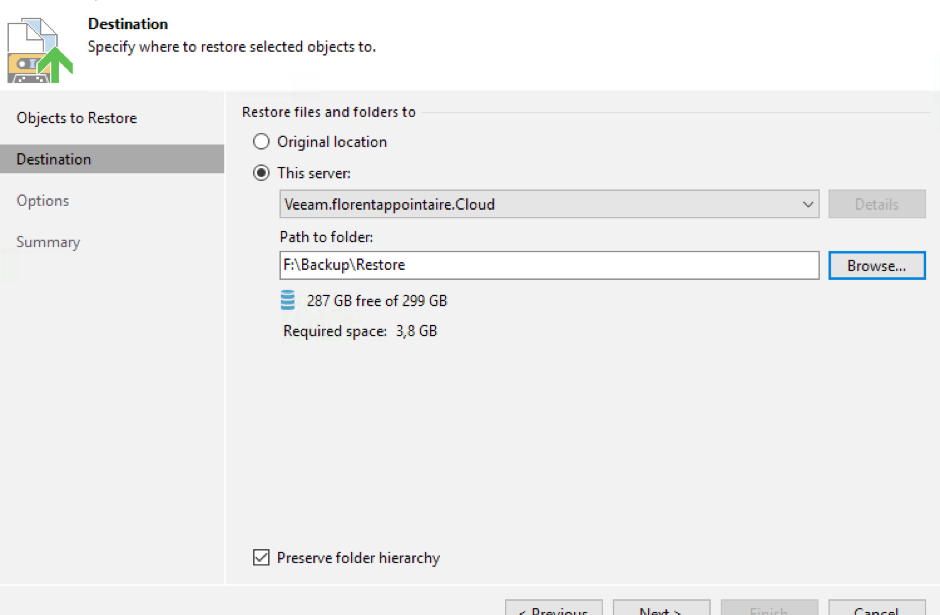 Destination
Specify where to restore selected objects to.
Objects to Restore
Destination
Options
Summary
Restore files and folders to
Original location
This server:
Veeam.florentappointaire.Cloud
Details
Path to folder:
F:\Backup\Restore
Browse...
287 GB free of 299 GB
Required space: 3,8 GB
Preserve folder hierarchy
< Previous
Next >
Finish
Cancel